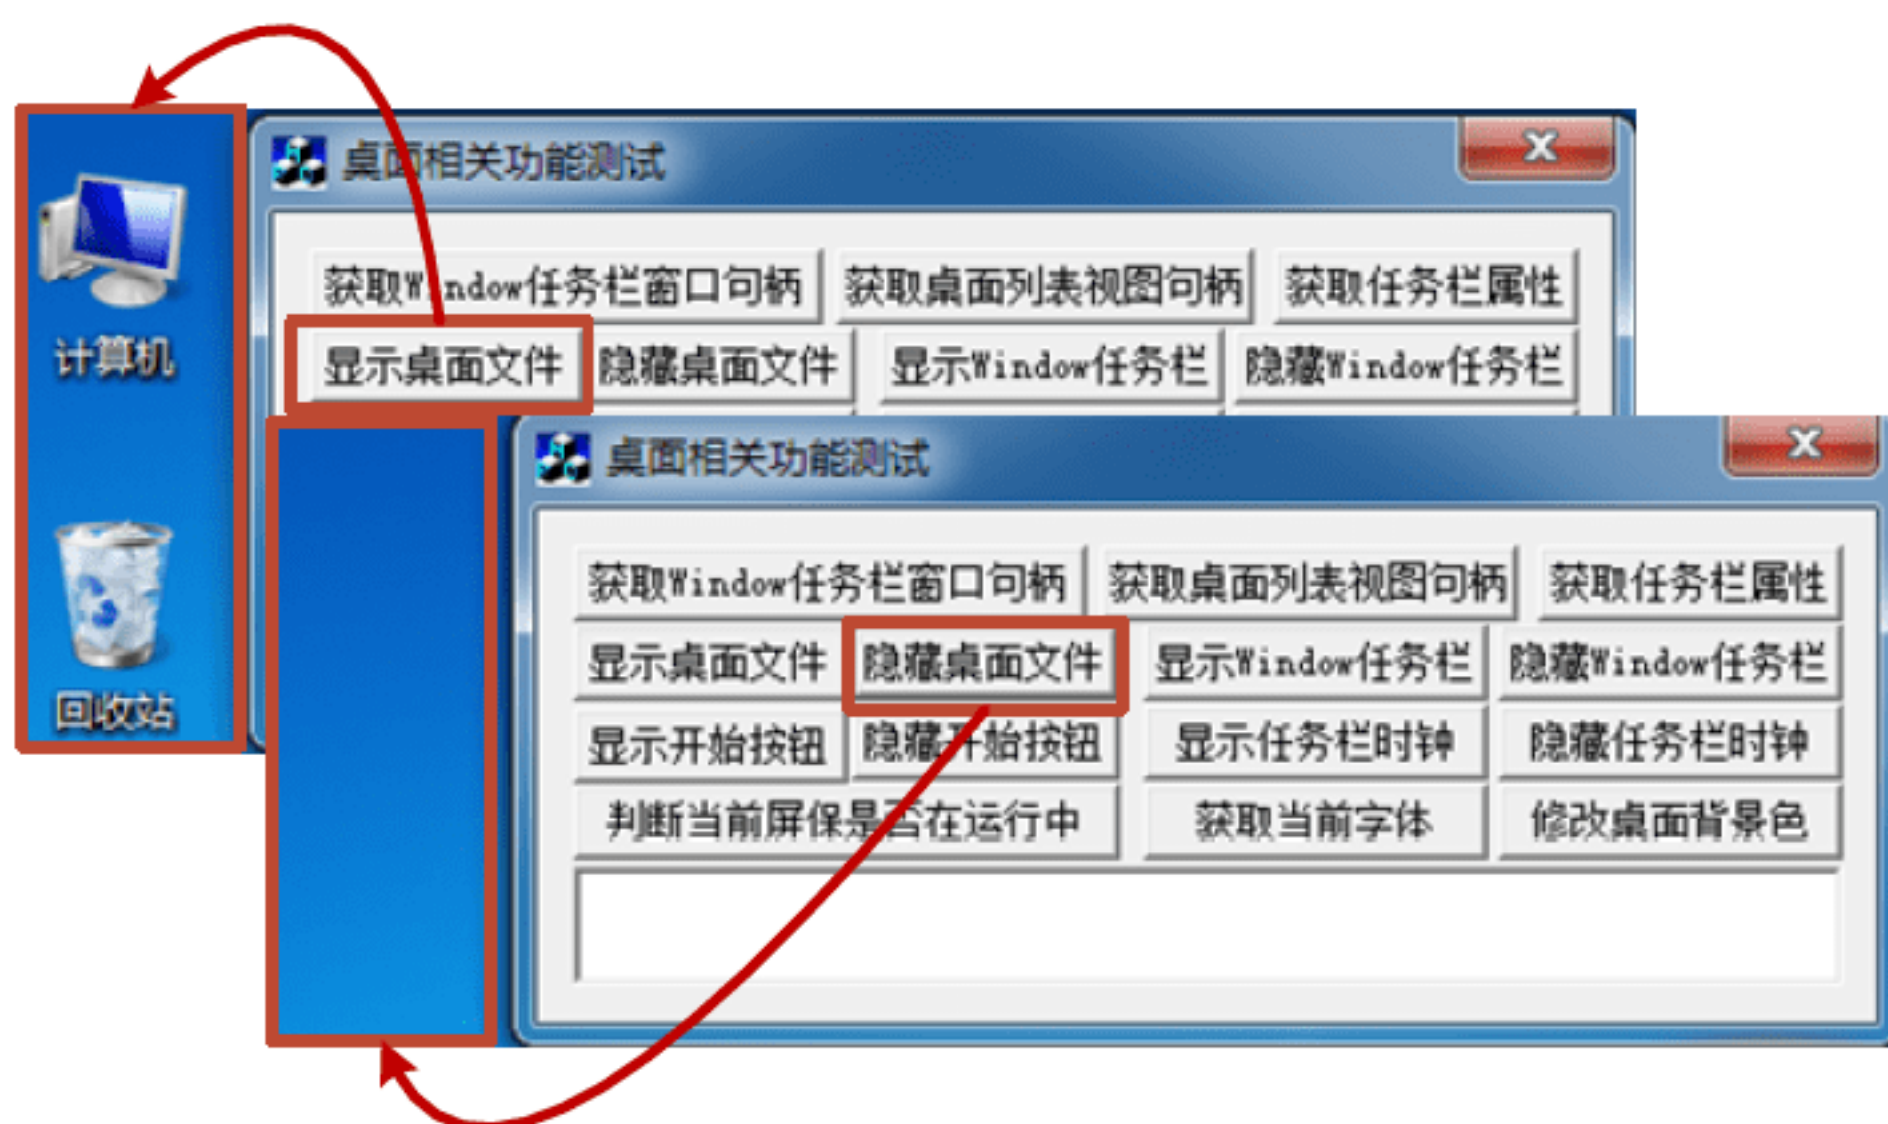 桌面相关功能测试
获取Window任务栏窗口句柄 获取桌面列表视图句柄 获取任务栏属性
显示桌面文件 隐藏桌面文件 显示Window任务栏 隐藏Window任务栏
计算机
回收站
桌面相关功能测试
获取Window任务栏窗口句柄 获取桌面列表视图句柄 获取任务栏属性
显示桌面文件 隐藏桌面文件 显示Window任务栏 隐藏Window任务栏
显示开始按钮 隐藏开始按钮 显示任务栏时钟 隐藏任务栏时钟
判断当前屏保是否在运行中 获取当前字体 修改桌面背景色